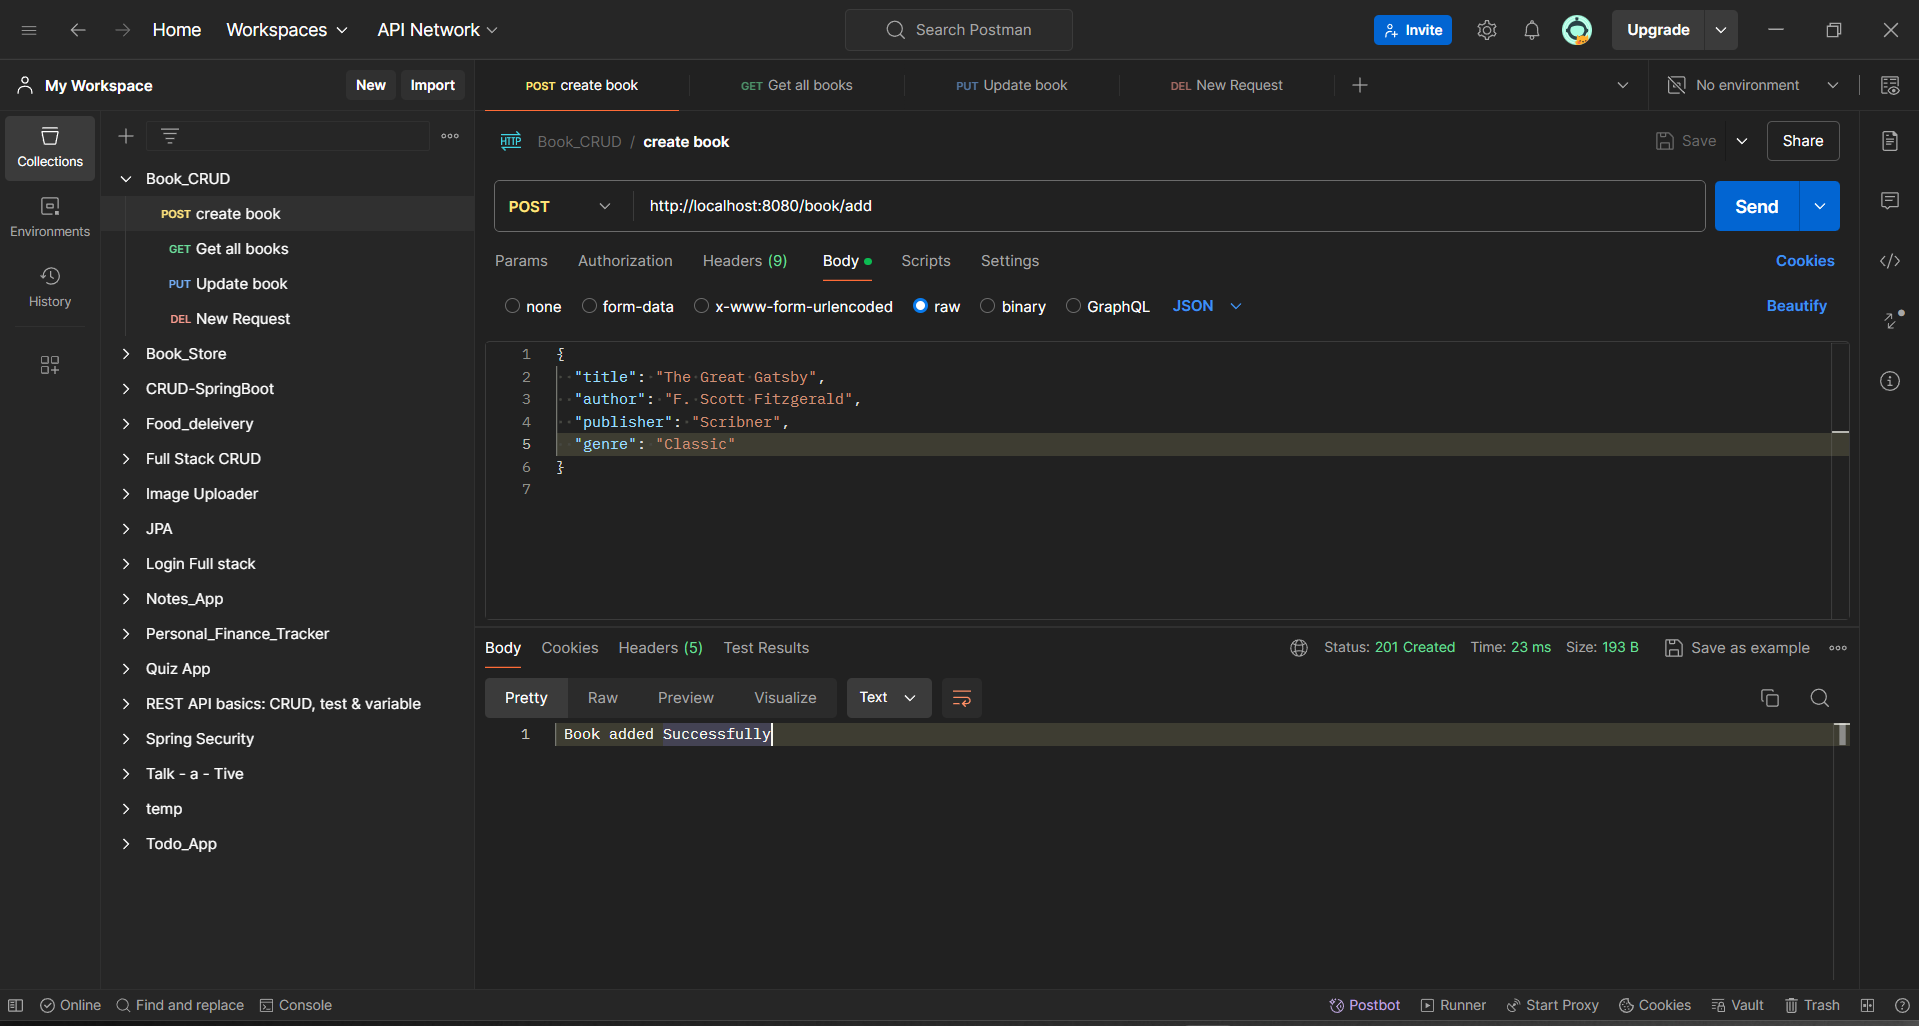 Home Workspaces API Network Search Postman Invite Upgrade
My Workspace New Import
POST create book GET Get all books PUT Update book DEL New Request No environment
Collections
Environments
History
Book_CRUD
POST create book
GET Get all books
PUT Update book
DEL New Request
Book_Store
CRUD-SpringBoot
Food_deleivery
Full Stack CRUD
Image Uploader
JPA
Login Full stack
Notes_App
Personal_Finance_Tracker
Quiz App
REST API basics: CRUD, test & variable
Spring Security
Talk - a - Tive
temp
Todo_App
HTTP Book_CRUD / create book Save Share
POST http://localhost:8080/book/add Send
Params Authorization Headers (9) Body Scripts Settings Cookies
none form-data x-www-form-urlencoded raw binary GraphQL JSON Beautify
1 {
2 "title": "The Great Gatsby",
3 "author": "F. Scott Fitzgerald",
4 "publisher": "Scribner",
5 "genre": "Classic"
6 }
7
Body Cookies Headers (5) Test Results Status: 201 Created Time: 23 ms Size: 193 B Save as example
Pretty Raw Preview Visualize Text
1 Book added Successfully
Online Find and replace Console Postbot Runner Start Proxy Cookies Vault Trash